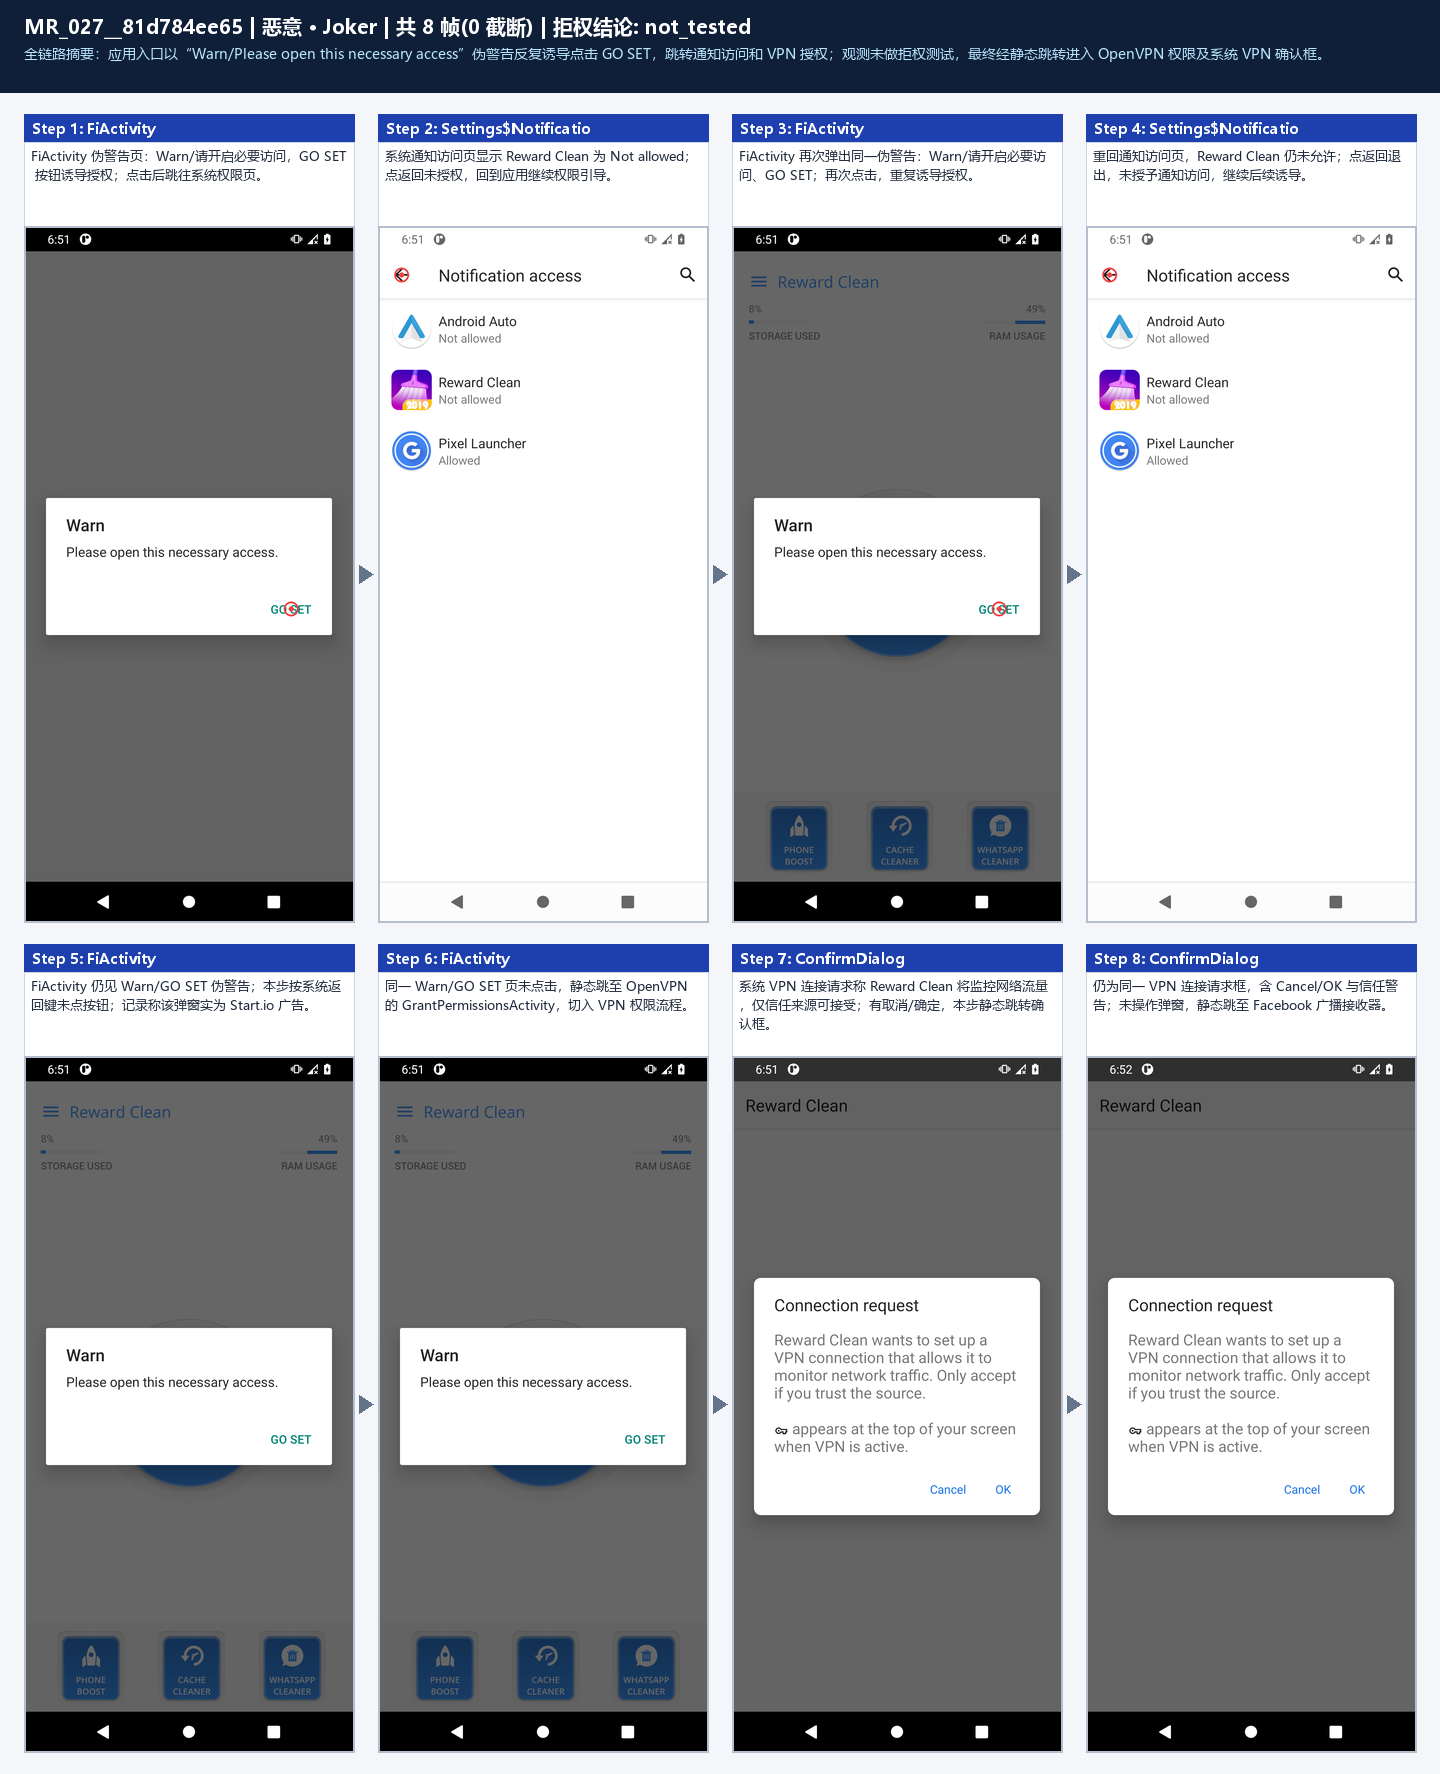 MR_027__81d784ee65 | 恶意 • Joker | 共 8 帧(0 截断) | 拒权结论: not_tested
全链路摘要：应用入口以“Warn/Please open this necessary access”伪警告反复诱导点击 GO SET，跳转通知访问和 VPN 授权；观测未做拒权测试，最终经静态跳转进入 OpenVPN 权限及系统 VPN 确认框。
Step 1: FiActivity
FiActivity 伪警告页：Warn/请开启必要访问，GO SET
按钮诱导授权；点击后跳往系统权限页。
6:51
Warn
Please open this necessary access.
GO SET
Step 2: Settings$Notificatio
系统通知访问页显示 Reward Clean 为 Not allowed；
点返回未授权，回到应用继续权限引导。
6:51
Notification access
Android Auto
Not allowed
2019
Reward Clean
Not allowed
Pixel Launcher
Allowed
Step 3: FiActivity
FiActivity 再次弹出同一伪警告：Warn/请开启必要访
问、GO SET；再次点击，重复诱导授权。
6:51
Reward Clean
8%
49%
STORAGE USED
RAM USAGE
Warn
Please open this necessary access.
GO SET
PHONE
BOOST
CACHE
CLEANER
WHATSAPP
CLEANER
Step 4: Settings$Notificatio
重回通知访问页，Reward Clean 仍未允许；点返回退
出，未授予通知访问，继续后续诱导。
6:51
Notification access
Android Auto
Not allowed
2019
Reward Clean
Not allowed
Pixel Launcher
Allowed
Step 5: FiActivity
FiActivity 仍见 Warn/GO SET 伪警告；本步按系统返
回键未点按钮；记录称该弹窗实为 Start.io 广告。
6:51
Reward Clean
8%
49%
STORAGE USED
RAM USAGE
Warn
Please open this necessary access.
GO SET
PHONE
BOOST
CACHE
CLEANER
WHATSAPP
CLEANER
Step 6: FiActivity
同一 Warn/GO SET 页未点击，静态跳至 OpenVPN
的 GrantPermissionsActivity，切入 VPN 权限流程。
6:51
Reward Clean
8%
49%
STORAGE USED
RAM USAGE
Warn
Please open this necessary access.
GO SET
PHONE
BOOST
CACHE
CLEANER
WHATSAPP
CLEANER
Step 7: ConfirmDialog
系统 VPN 连接请求称 Reward Clean 将监控网络流量
，仅信任来源可接受；有取消/确定，本步静态跳转确
认框。
6:51
Reward Clean
Connection request
Reward Clean wants to set up a
VPN connection that allows it to
monitor network traffic. Only accept
if you trust the source.
appears at the top of your screen
when VPN is active.
Cancel
OK
Step 8: ConfirmDialog
仍为同一 VPN 连接请求框，含 Cancel/OK 与信任警
告；未操作弹窗，静态跳至 Facebook 广播接收器。
6:52
Reward Clean
Connection request
Reward Clean wants to set up a
VPN connection that allows it to
monitor network traffic. Only accept
if you trust the source.
appears at the top of your screen
when VPN is active.
Cancel
OK